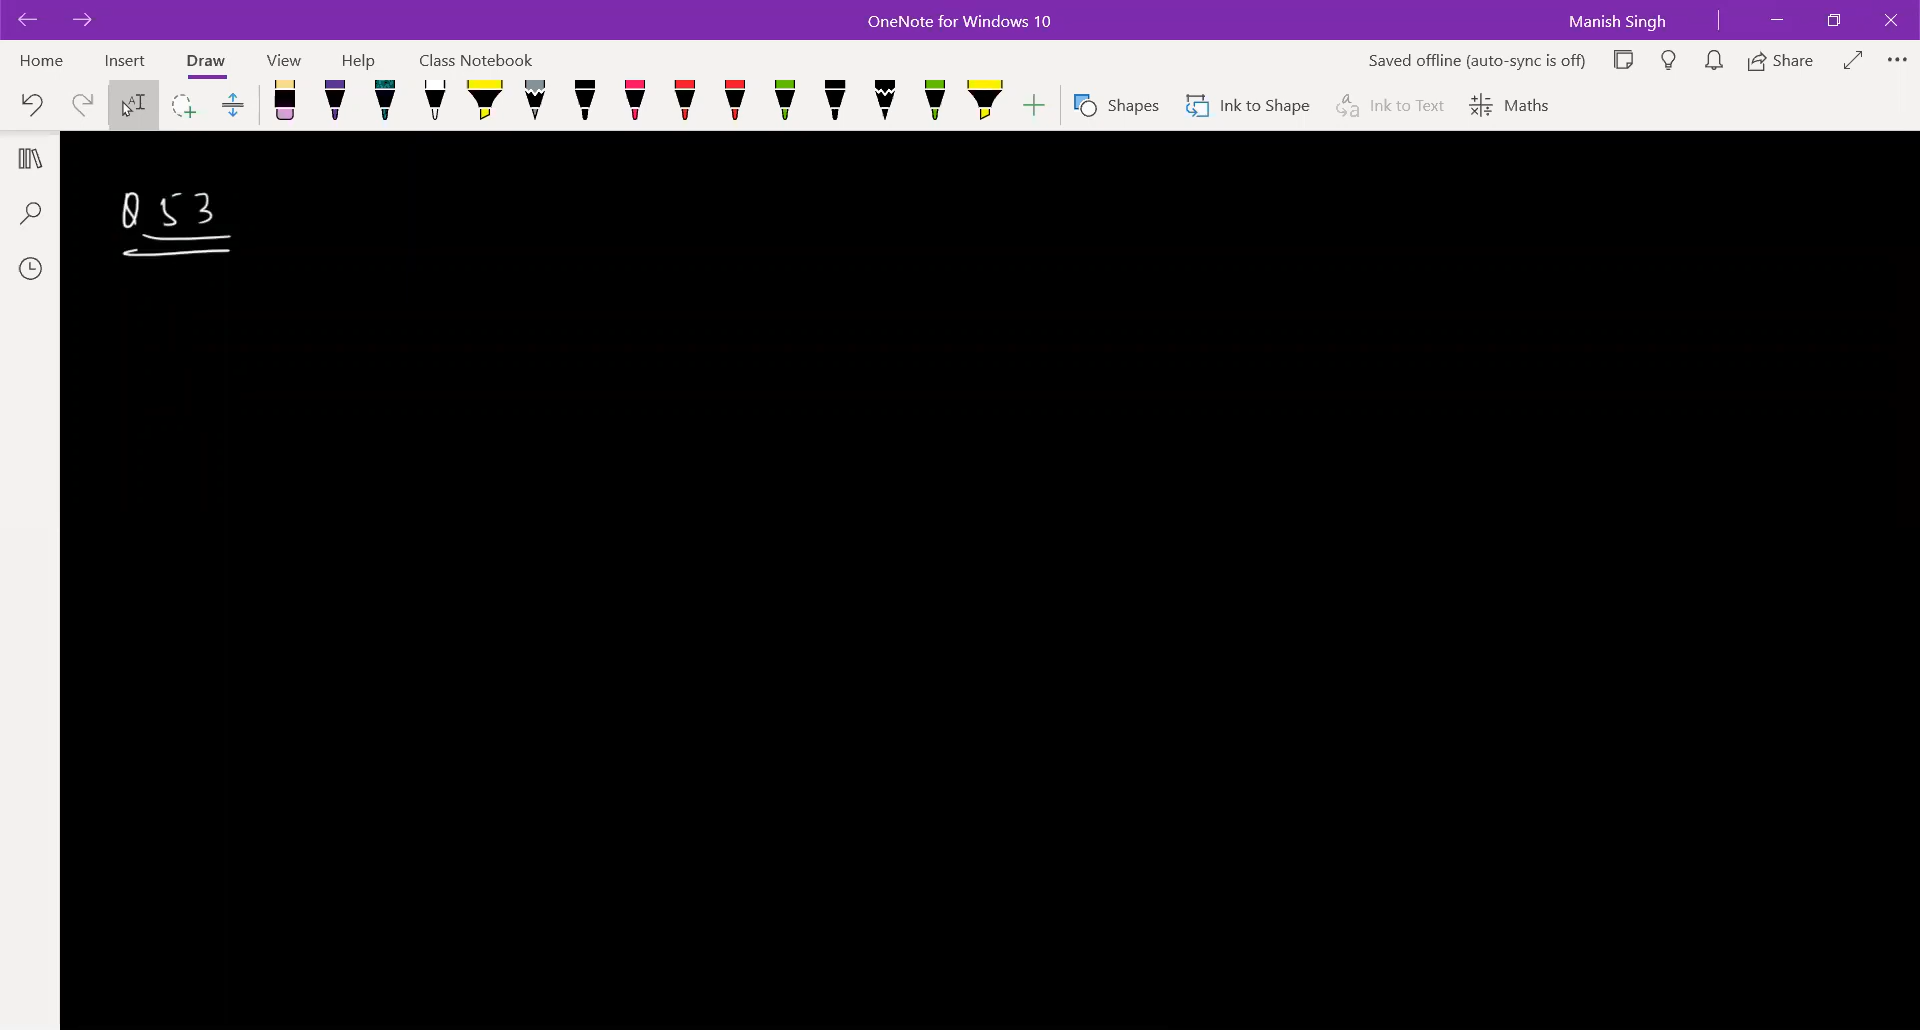 OneNote for Windows 10 Manish Singh
Home Insert Draw View Help Class Notebook Saved offline (auto-sync is off) Share
Shapes Ink to Shape Ink to Text Maths
Q 53